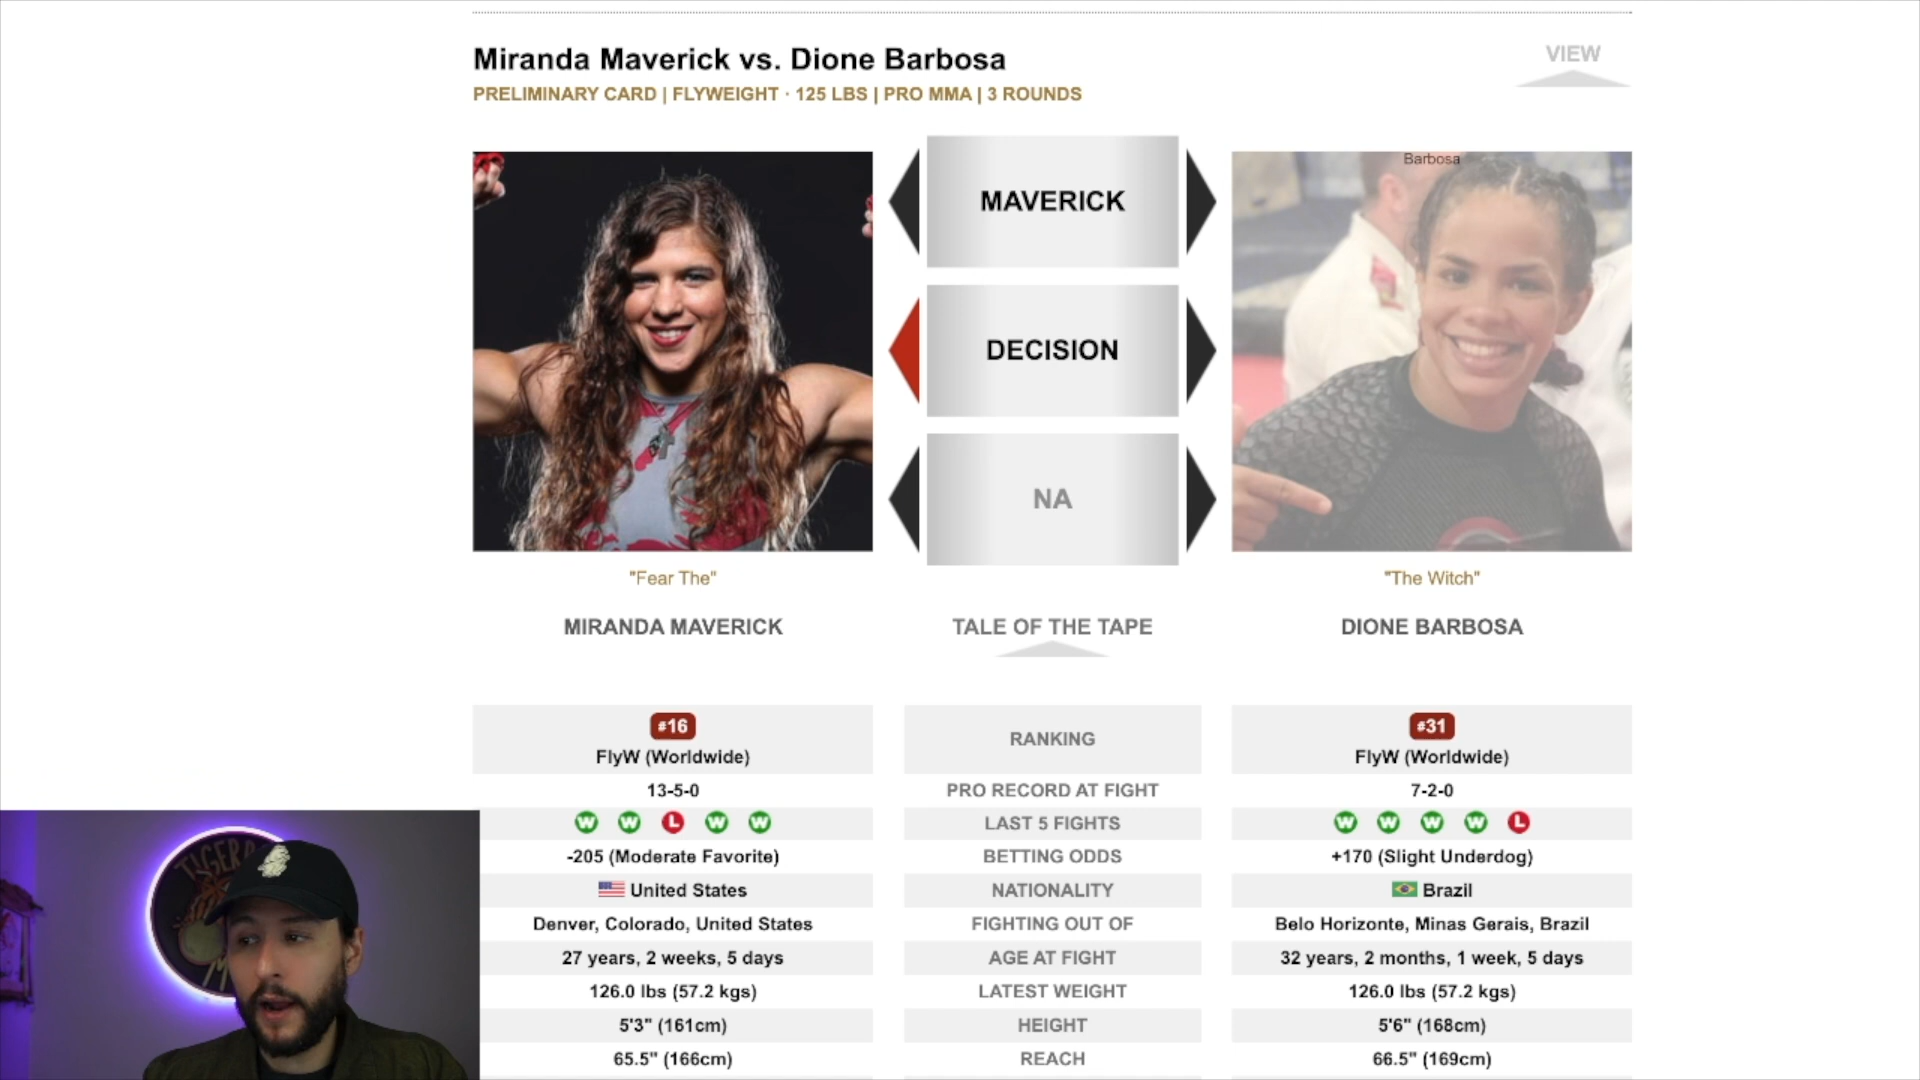 Miranda Maverick vs. Dione Barbosa
VIEW
PRELIMINARY CARD | FLYWEIGHT · 125 LBS | PRO MMA | 3 ROUNDS
MAVERICK
Barbosa
DECISION
NA
"Fear The"
"The Witch"
MIRANDA MAVERICK
TALE OF THE TAPE
DIONE BARBOSA
#16
FlyW (Worldwide)
RANKING
#31
FlyW (Worldwide)
13-5-0
PRO RECORD AT FIGHT
7-2-0
W W L W W
LAST 5 FIGHTS
W W W W L
-205 (Moderate Favorite)
BETTING ODDS
+170 (Slight Underdog)
United States
NATIONALITY
Brazil
Denver, Colorado, United States
FIGHTING OUT OF
Belo Horizonte, Minas Gerais, Brazil
27 years, 2 weeks, 5 days
AGE AT FIGHT
32 years, 2 months, 1 week, 5 days
126.0 lbs (57.2 kgs)
LATEST WEIGHT
126.0 lbs (57.2 kgs)
5'3" (161cm)
HEIGHT
5'6" (168cm)
65.5" (166cm)
REACH
66.5" (169cm)